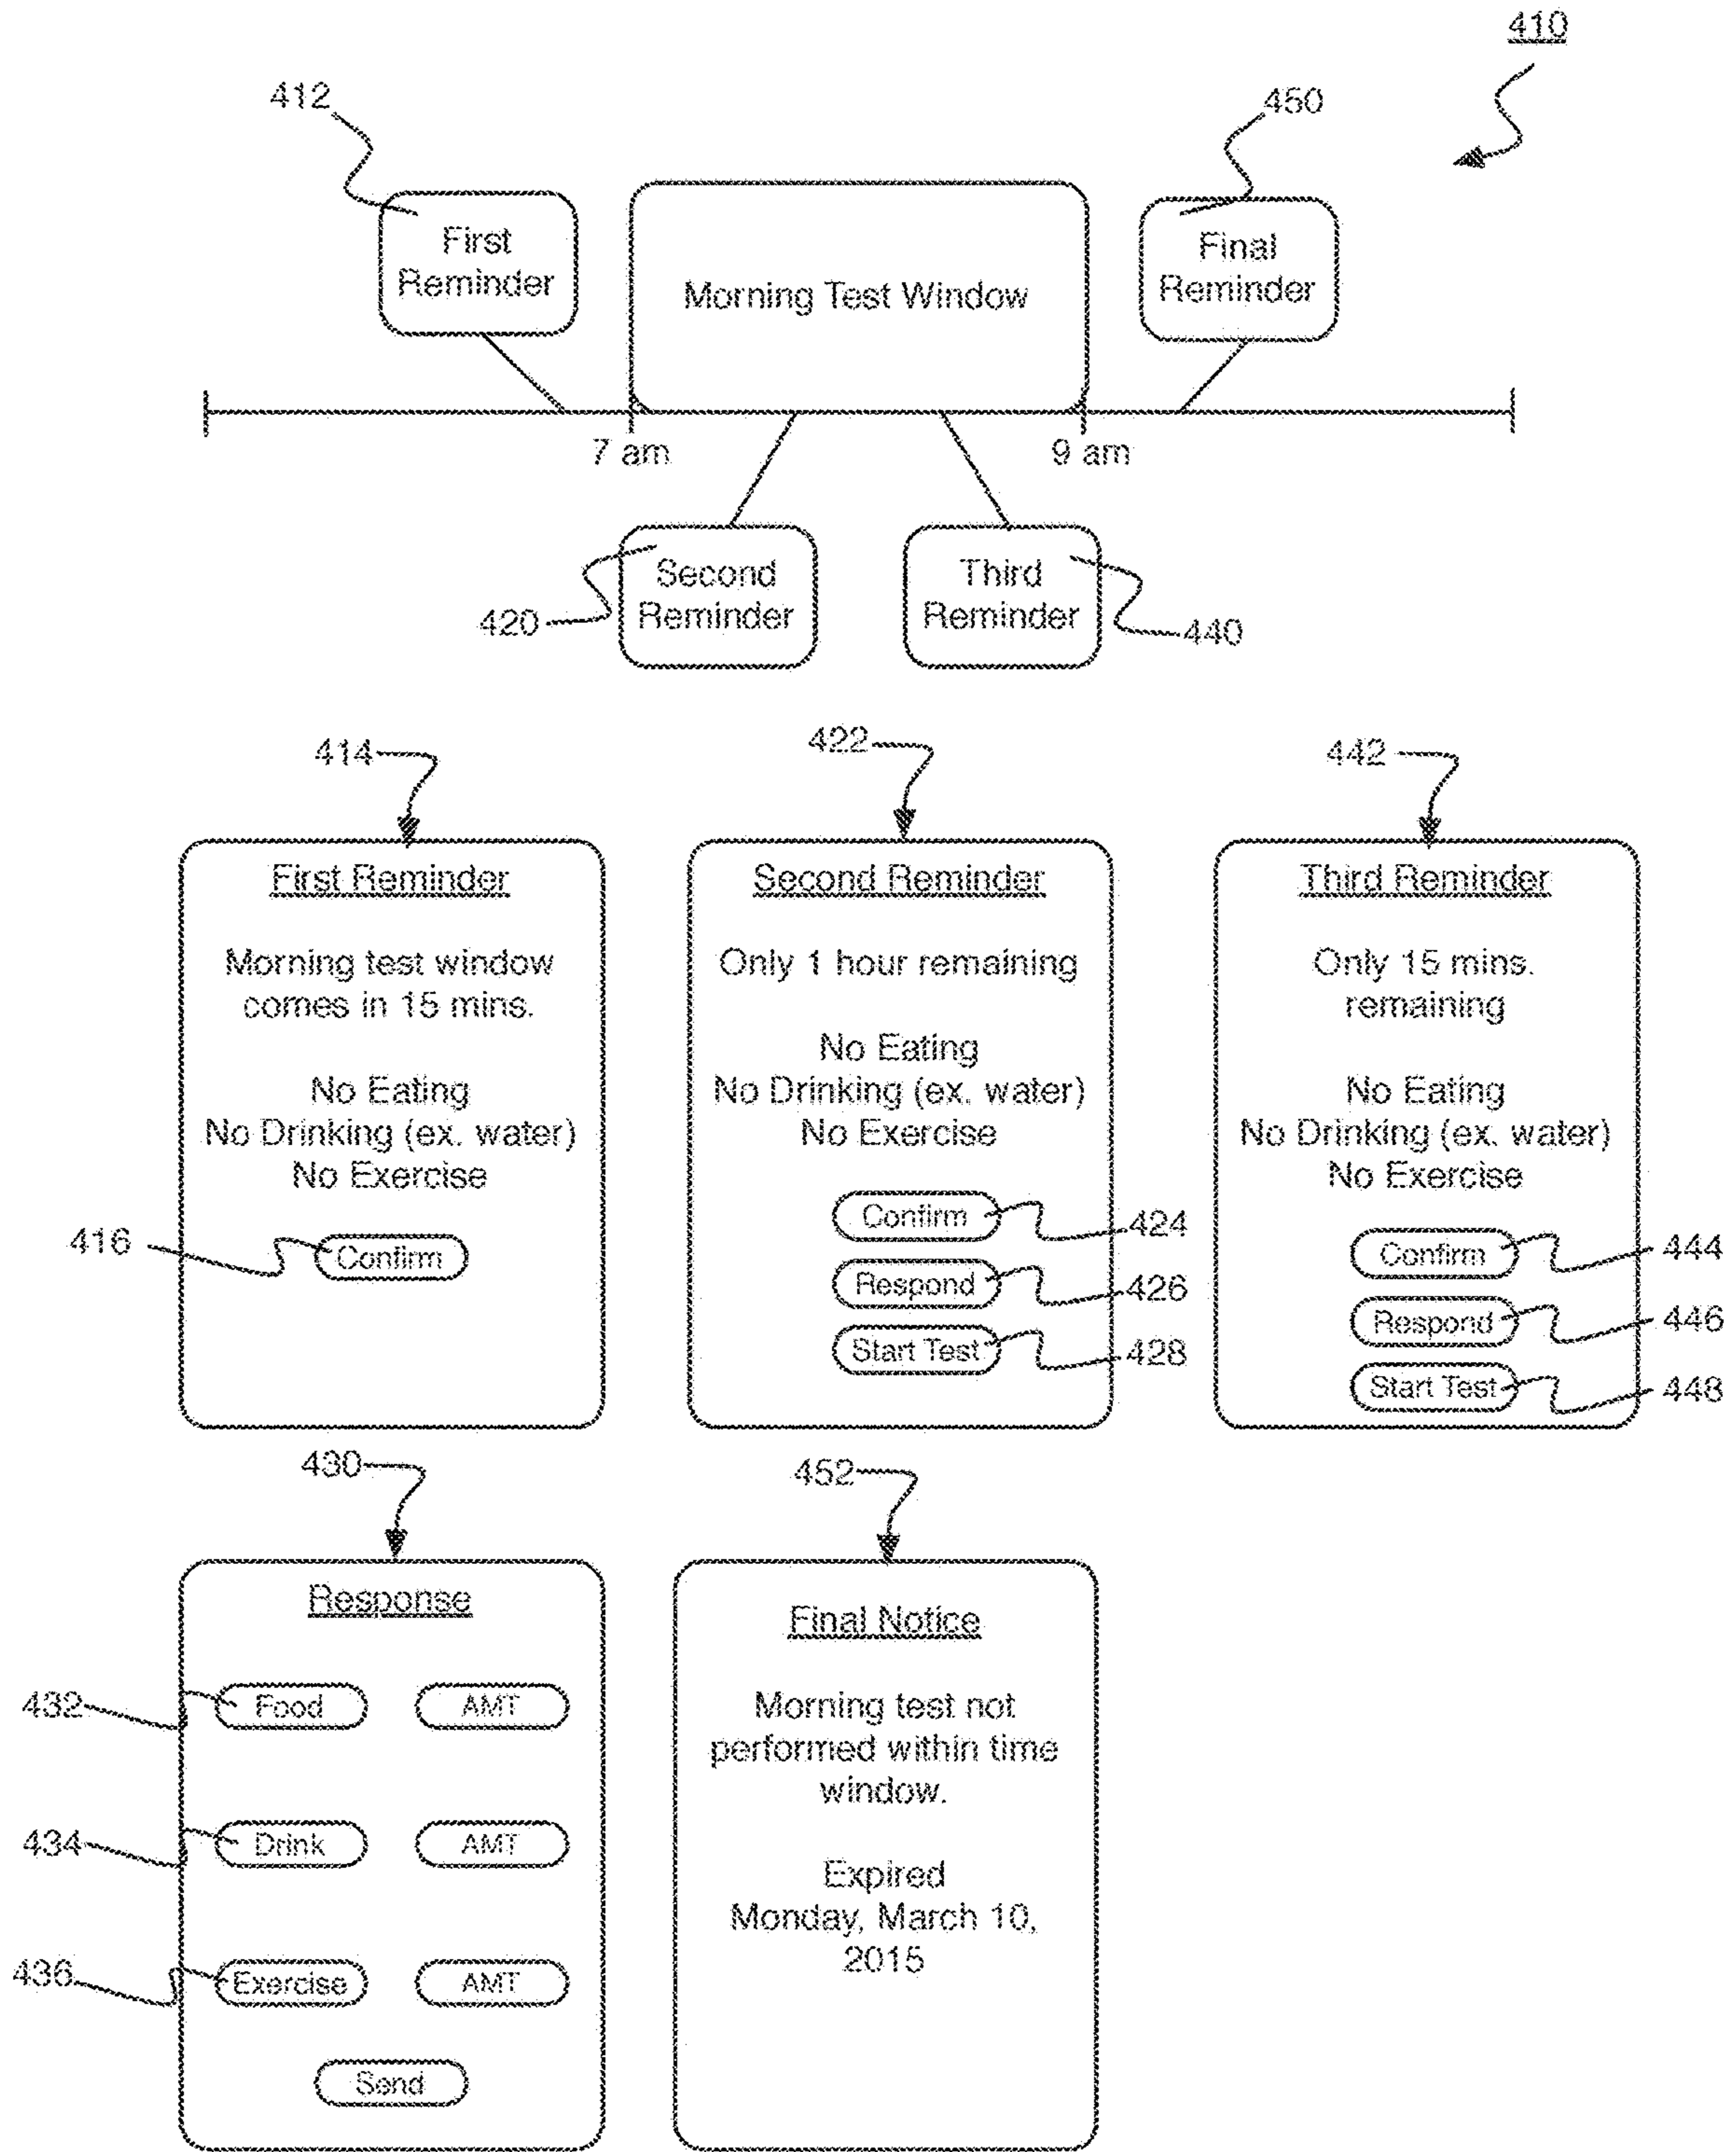 410
412
450
First
Reminder
Morning Test Window
Final
Reminder
7 am
9 am
Second
Reminder
Third
Reminder
420
440
414
422
442
First Reminder
Morning test window
comes in 15 mins.
No Eating
No Drinking (ex. water)
No Exercise
416
Confirm
Second Reminder
Only 1 hour remaining
No Eating
No Drinking (ex. water)
No Exercise
Confirm
424
Respond
426
Start Test
428
Third Reminder
Only 15 mins.
remaining
No Eating
No Drinking (ex. water)
No Exercise
Confirm
444
Respond
446
Start Test
448
430
452
Response
432
Food
AMT
434
Drink
AMT
436
Exercise
AMT
Send
Final Notice
Morning test not
performed within time
window.
Expired
Monday, March 10,
2015